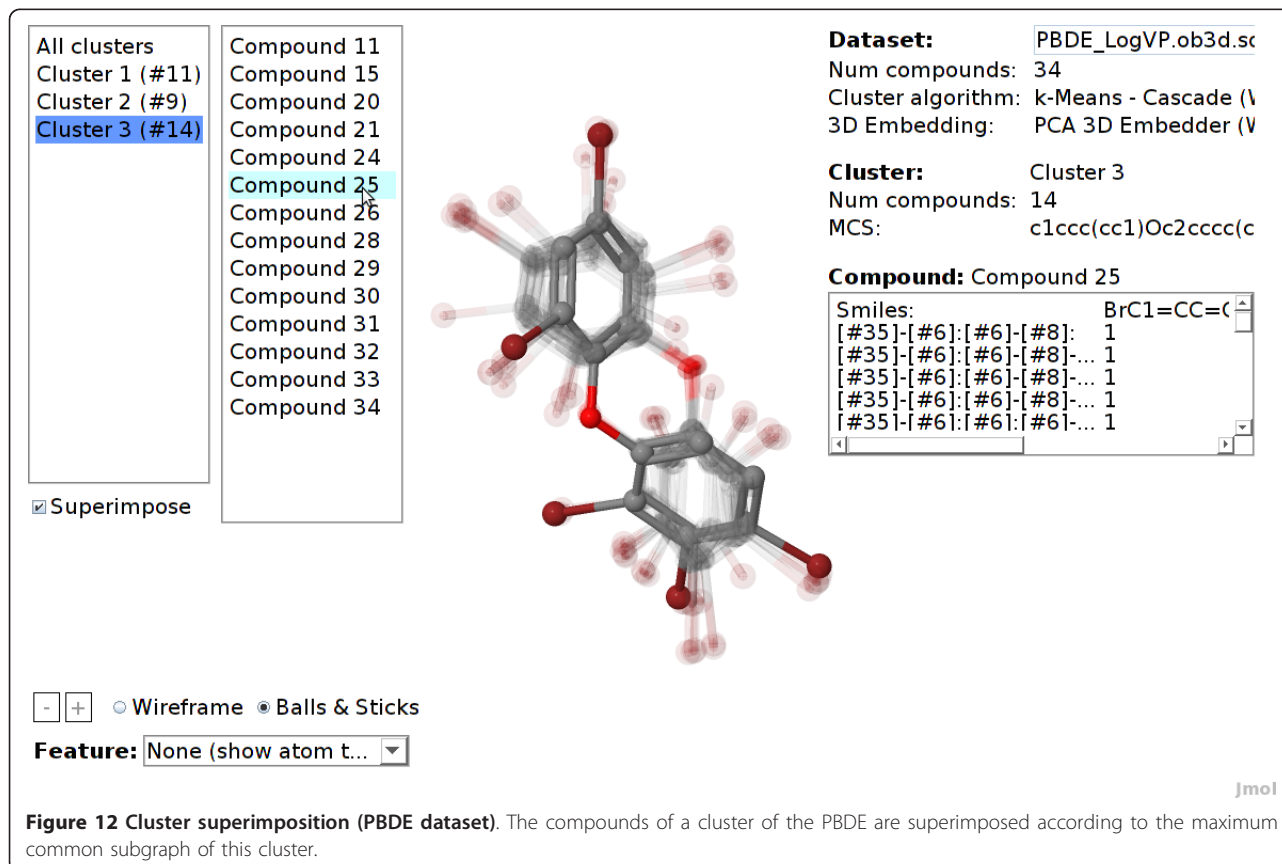 All clusters
Cluster 1 (#11)
Cluster 2 (#9)
Cluster 3 (#14)
Superimpose
Compound 11
Compound 15
Compound 20
Compound 21
Compound 24
Compound 25
Compound 26
Compound 28
Compound 29
Compound 30
Compound 31
Compound 32
Compound 33
Compound 34
Dataset: PBDE_LogVP.ob3d.sd
Num compounds: 34
Cluster algorithm: k-Means - Cascade (W
3D Embedding: PCA 3D Embedder (W
Cluster: Cluster 3
Num compounds: 14
MCS: c1ccc(cc1)Oc2cccc(c
Compound: Compound 25
Smiles: BrC1=CC=C
[#35]-[#6]:[#6]-[#8]: 1
[#35]-[#6]:[#6]-[#8]-... 1
[#35]-[#6]:[#6]-[#8]-... 1
[#35]-[#6]:[#6]-[#8]-... 1
[#35]-[#6]:[#6]:[#6]-... 1
- + Wireframe Balls & Sticks
Feature: None (show atom t...
Jmol
Figure 12 Cluster superimposition (PBDE dataset). The compounds of a cluster of the PBDE are superimposed according to the maximum
common subgraph of this cluster.